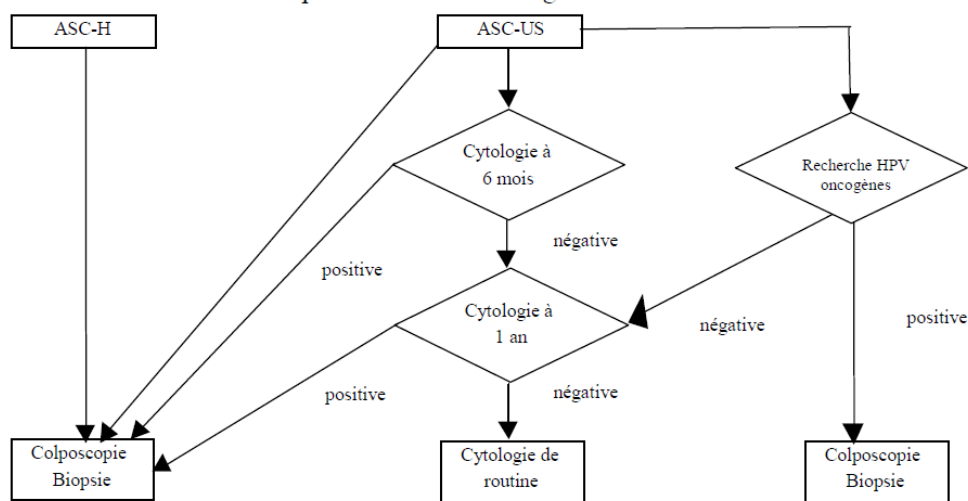 ASC-H
ASC-US
Cytologie à
6 mois
Recherche HPV
oncogènes
négative
positive
Cytologie à
1 an
négative
positive
positive
négative
Colposcopie
Biopsie
Cytologie de
routine
Colposcopie
Biopsie